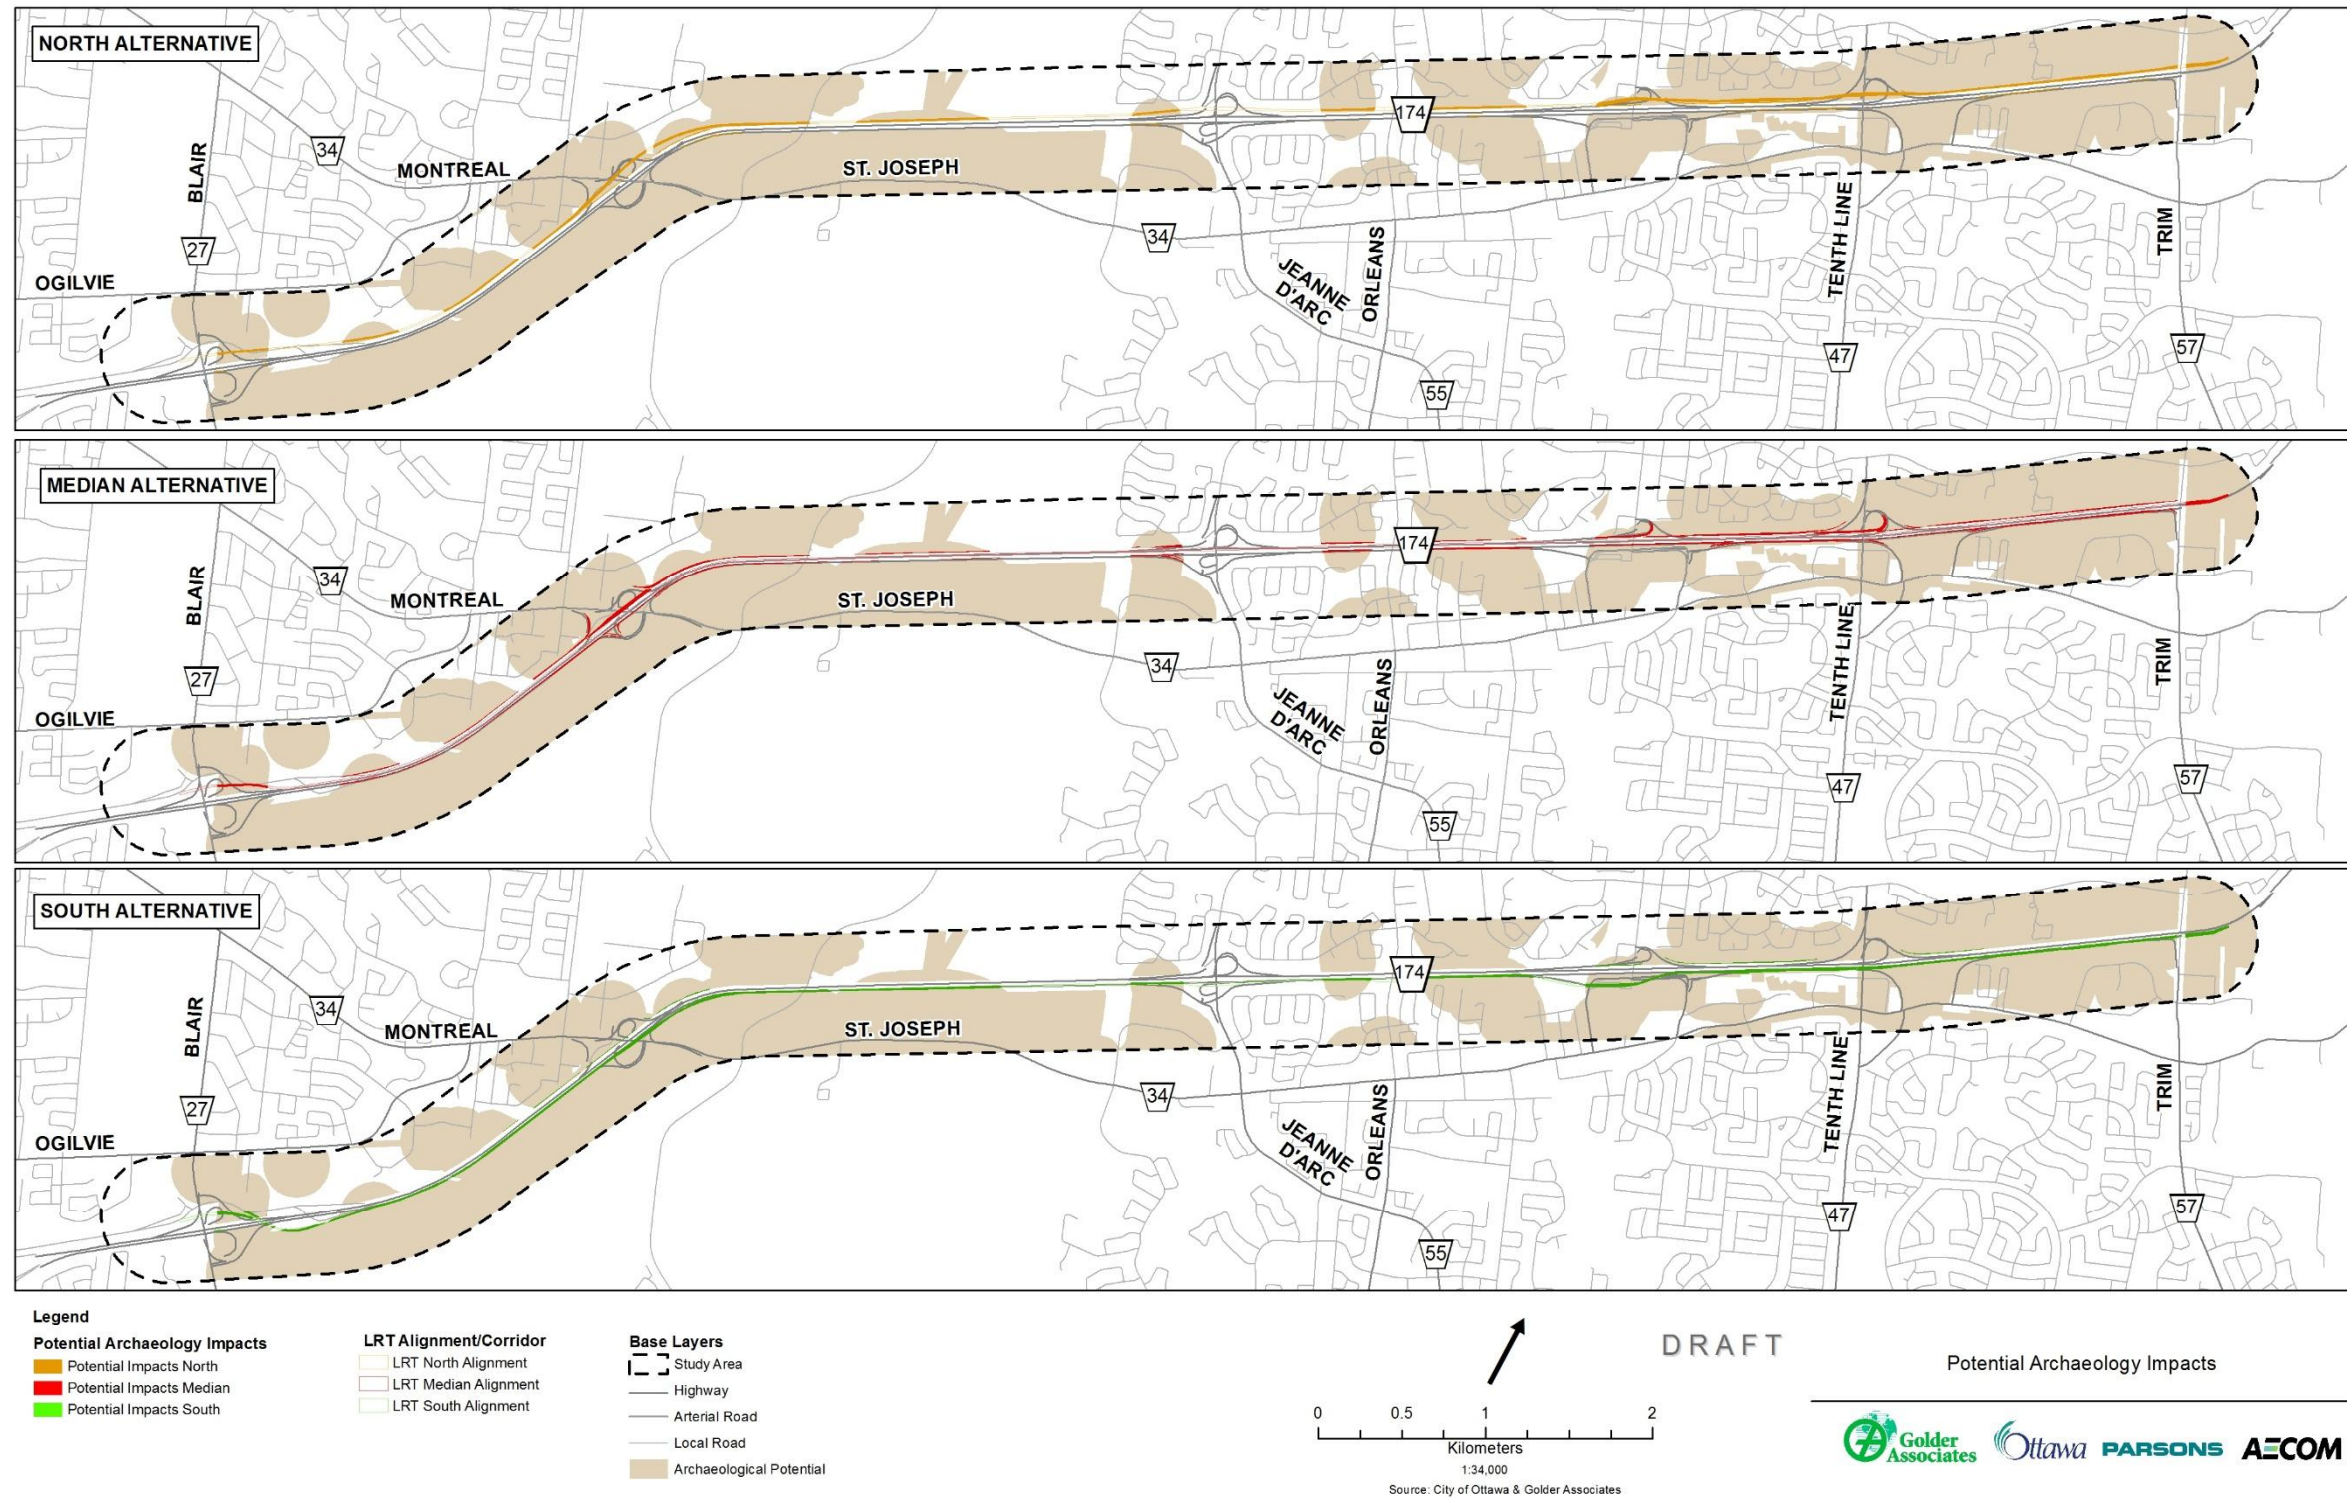 NORTH ALTERNATIVE
174
34
BLAIR
MONTREAL
ST. JOSEPH
27
34
OGILVIE
JEANNE
D'ARC
ORLEANS
TENTH LINE
TRIM
47
57
55
MEDIAN ALTERNATIVE
174
34
BLAIR
MONTREAL
ST. JOSEPH
27
34
OGILVIE
JEANNE
D'ARC
ORLEANS
TENTH LINE
TRIM
47
57
55
SOUTH ALTERNATIVE
174
34
BLAIR
MONTREAL
ST. JOSEPH
27
34
OGILVIE
JEANNE
D'ARC
ORLEANS
TENTH LINE
TRIM
47
57
55
Legend
Potential Archaeology Impacts
Potential Impacts North
Potential Impacts Median
Potential Impacts South
LRT Alignment/Corridor
LRT North Alignment
LRT Median Alignment
LRT South Alignment
Base Layers
Study Area
Highway
Arterial Road
Local Road
Archaeological Potential
0 0.5 1 2
Kilometers
1:34,000
Source: City of Ottawa & Golder Associates
DRAFT
Potential Archaeology Impacts
Golder
Associates
Ottawa
PARSONS
AECOM